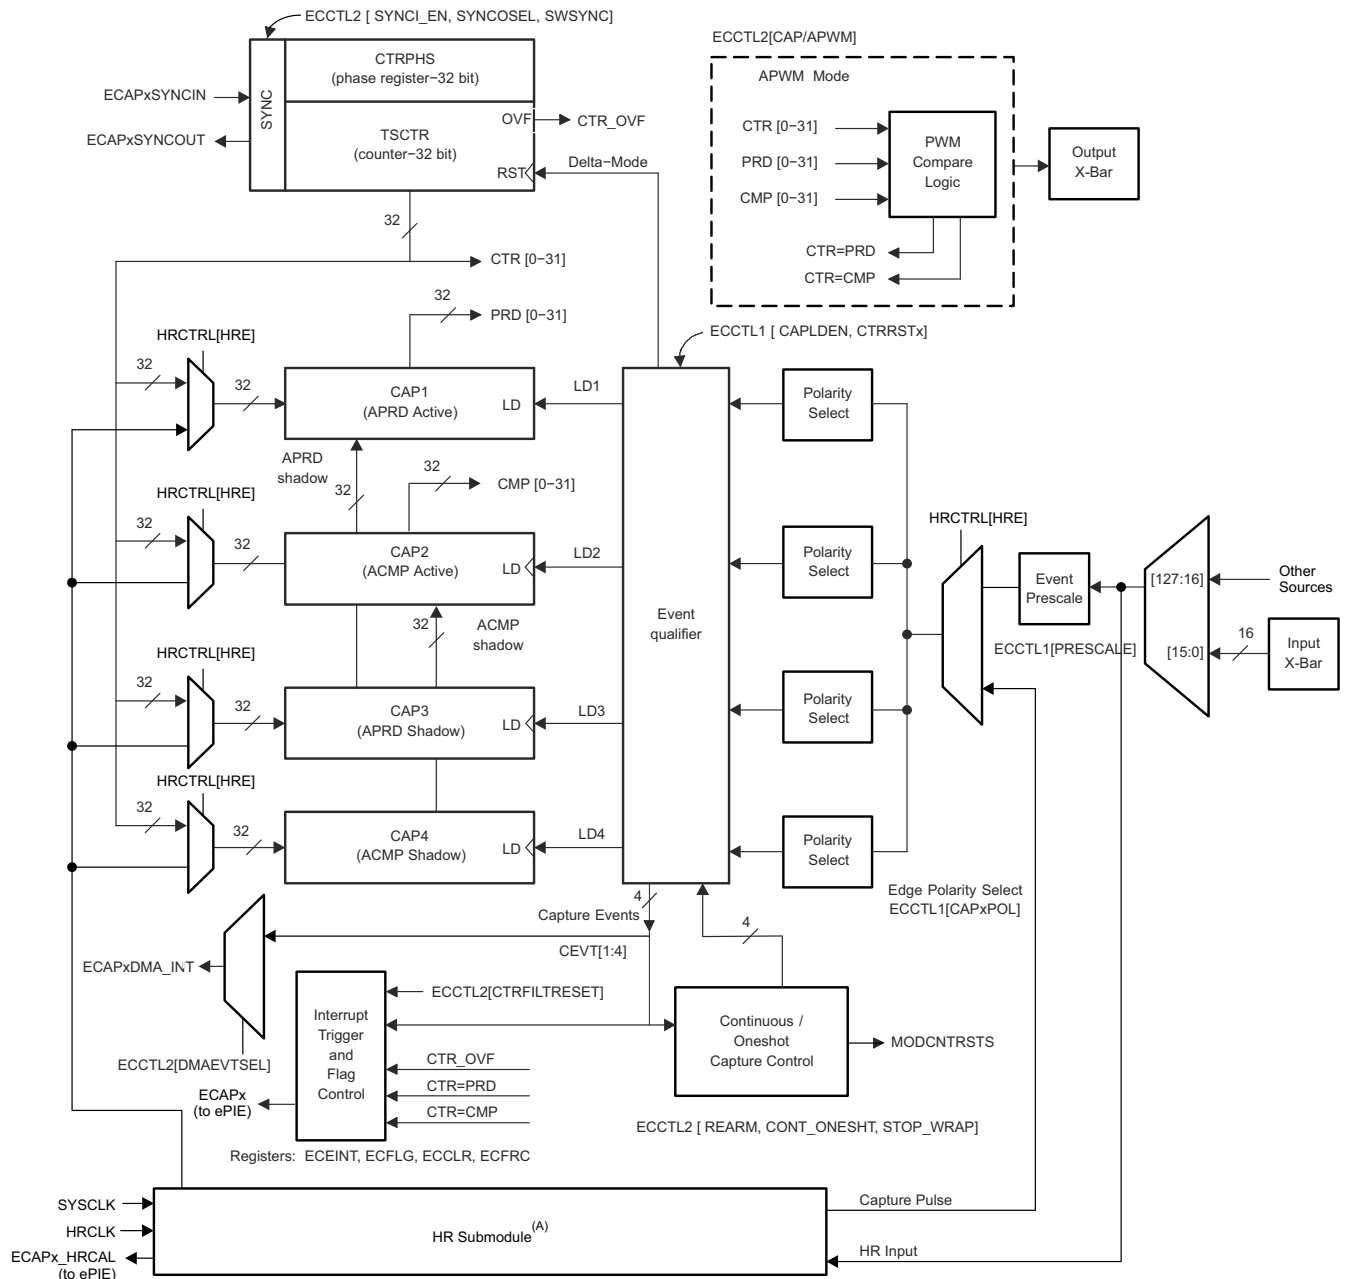 ECCTL2 [ SYNCI_EN, SYNCOSEL, SWSYNC]
SYNC
CTRPHS
(phase register−32 bit)
ECAPxSYNCIN
ECAPxSYNCOUT
TSCTR
(counter−32 bit)
OVF
CTR_OVF
RST
Delta−Mode
32
CTR [0−31]
32
PRD [0−31]
ECCTL2[CAP/APWM]
APWM Mode
CTR [0−31]
PRD [0−31]
CMP [0−31]
PWM
Compare
Logic
CTR=PRD
CTR=CMP
Output
X-Bar
HRCTRL[HRE]
32
32
CAP1
(APRD Active)
LD
LD1
ECCTL1 [ CAPLDEN, CTRRSTx]
Polarity
Select
APRD
shadow
32
32
CMP [0−31]
HRCTRL[HRE]
32
32
CAP2
(ACMP Active)
LD
LD2
Event
qualifier
Polarity
Select
32
ACMP
shadow
HRCTRL[HRE]
Event
Prescale
ECCTL1[PRESCALE]
[127:16]
[15:0]
Other
Sources
16
Input
X-Bar
HRCTRL[HRE]
32
32
CAP3
(APRD Shadow)
LD
LD3
Polarity
Select
HRCTRL[HRE]
32
32
CAP4
(ACMP Shadow)
LD
LD4
Polarity
Select
Edge Polarity Select
ECCTL1[CAPxPOL]
4
Capture Events
CEVT[1:4]
4
ECAPxDMA_INT
ECCTL2[DMAEVTSEL]
Interrupt
Trigger
and
Flag
Control
ECCTL2[CTRFILTRESET]
CTR_OVF
CTR=PRD
CTR=CMP
ECAPx
(to ePIE)
Continuous /
Oneshot
Capture Control
MODCNTRSTS
ECCTL2 [ REARM, CONT_ONESHT, STOP_WRAP]
Registers: ECEINT, ECFLG, ECCLR, ECFRC
SYSCLK
HRCLK
ECAPx_HRCAL
(to ePIE)
HR Submodule(A)
Capture Pulse
HR Input